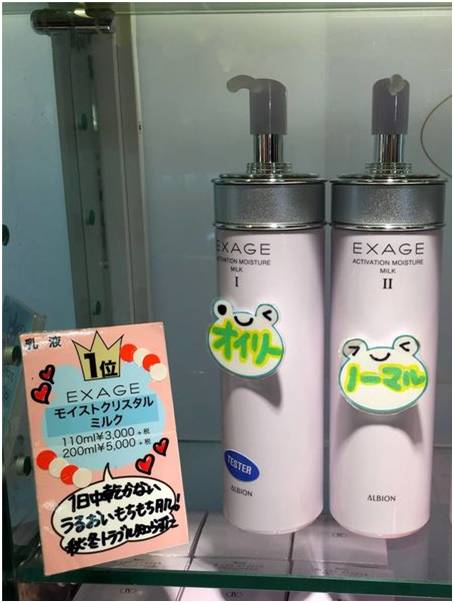 EXAGE
ACTIVATION MOISTURE
MILK
I
オイリー
TESTER
ALBION
EXAGE
ACTIVATION MOISTURE
MILK
II
ノーマル
ALBION
乳液
1位
EXAGE
モイストクリスタル
ミルク
110ml¥3,000+税
200ml¥5,000+税
1日中乾かない
うるおいもちもち肌!
秋冬トラブル知らず